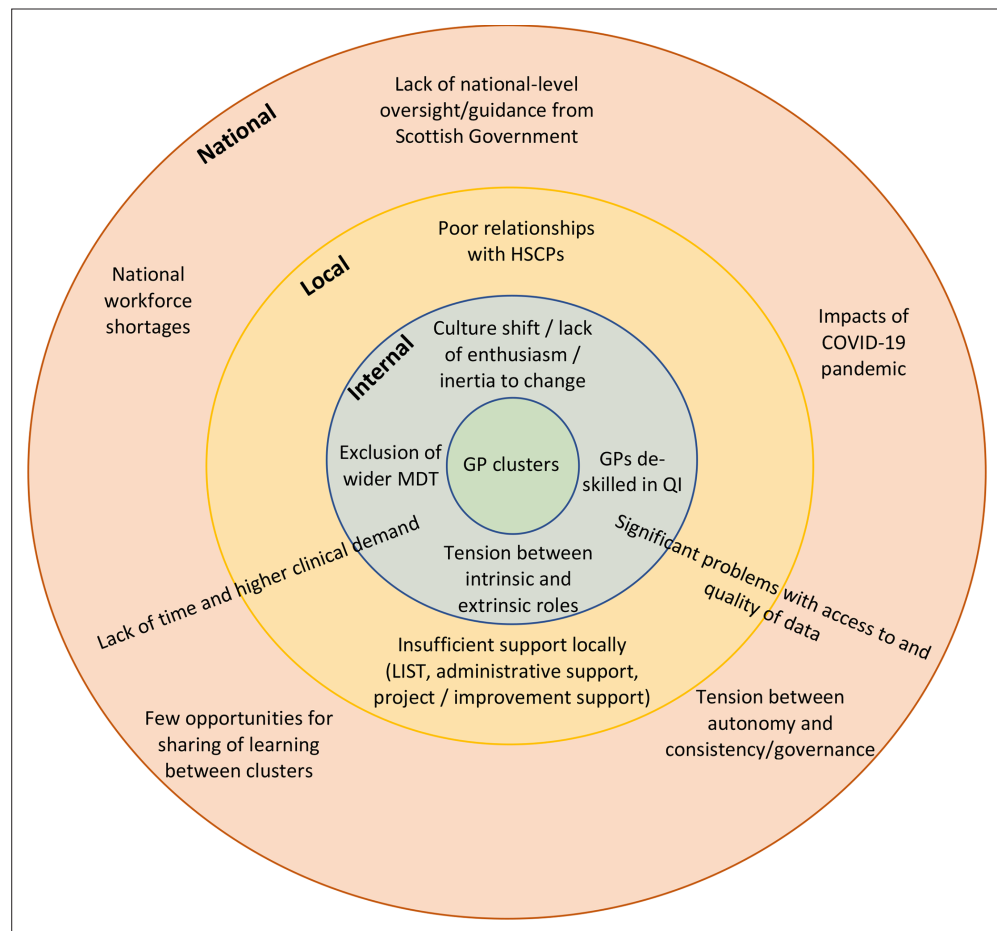 National
Lack of national-level
oversight/guidance from
Scottish Government
National
workforce
shortages
Impacts of
COVID-19
pandemic
Local
Poor relationships
with HSCPs
Internal
Culture shift / lack
of enthusiasm /
inertia to change
Exclusion of
wider MDT
GP clusters
GPs de-
skilled in QI
Tension between
intrinsic and
extrinsic roles
Lack of time and higher clinical demand
Significant problems with access to and
quality of data
Insufficient support locally
(LIST, administrative support,
project / improvement support)
Few opportunities for
sharing of learning
between clusters
Tension between
autonomy and
consistency/governance